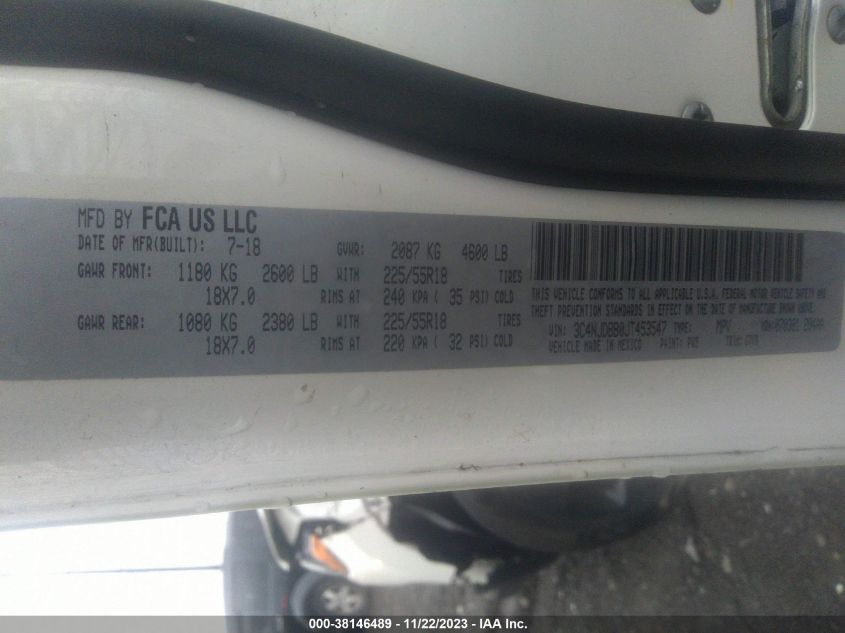 MFD BY FCA US LLC
DATE OF MFR(BUILT): 7-18 GVWR: 2087 KG 4600 LB
GAWR FRONT: 1180 KG 2600 LB WITH 225/55R18 TIRES
18X7.0 RIMS AT 240 KPA ( 35 PSI) COLD
GAWR REAR: 1080 KG 2380 LB WITH 225/55R18 TIRES
18X7.0 RIMS AT 220 KPA ( 32 PSI) COLD
THIS VEHICLE CONFORMS TO ALL APPLICABLE U.S.A. FEDERAL MOTOR VEHICLE SAFETY AND
THEFT PREVENTION STANDARDS IN EFFECT ON THE DATE OF MANUFACTURE SHOWN ABOVE
VIN: 3C4NJDBB0JT453547 TYPE: MPV
VEHICLE MADE IN MEXICO PAINT: PW3
000-38146489 - 11/22/2023 - IAA Inc.